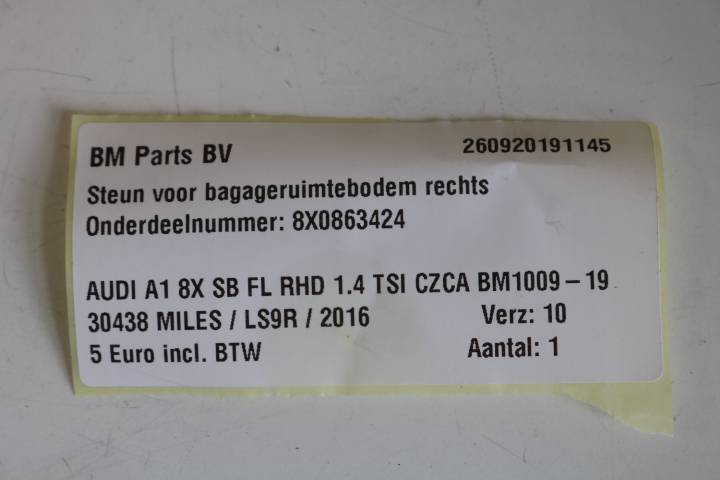 BM Parts BV 260920191145
Steun voor bagageruimtebodem rechts
Onderdeelnummer: 8X0863424
AUDI A1 8X SB FL RHD 1.4 TSI CZCA BM1009 – 19
30438 MILES / LS9R / 2016 Verz: 10
5 Euro incl. BTW Aantal: 1